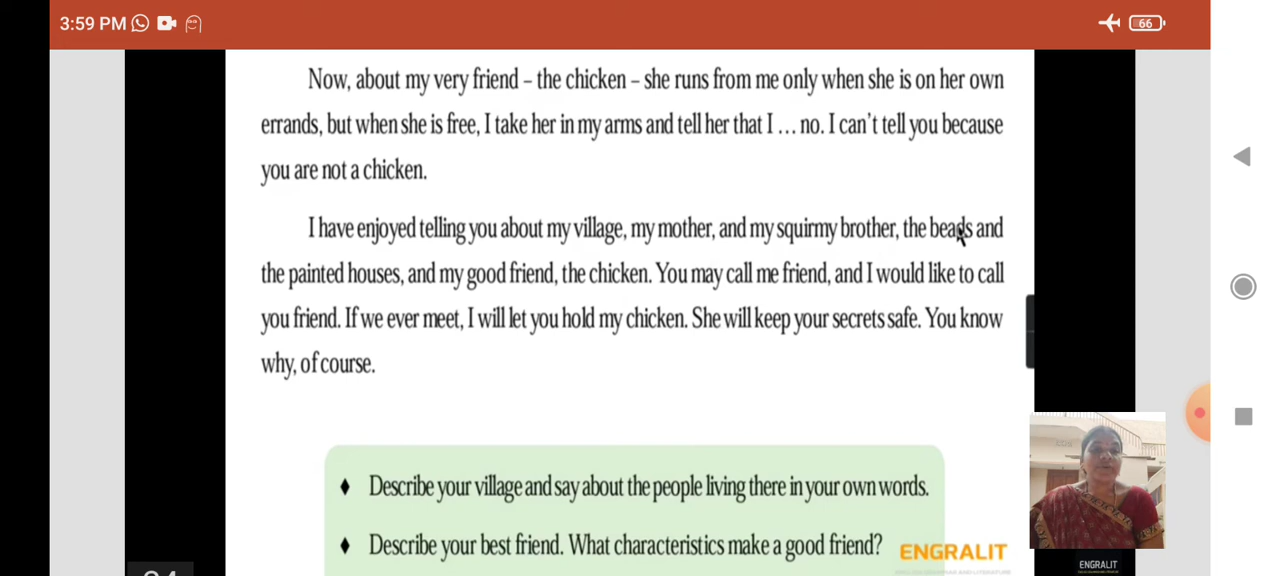 3:59 PM
66
Now, about my very friend – the chicken – she runs from me only when she is on her own
errands, but when she is free, I take her in my arms and tell her that I … no. I can't tell you because
you are not a chicken.
I have enjoyed telling you about my village, my mother, and my squirmy brother, the beads and
the painted houses, and my good friend, the chicken. You may call me friend, and I would like to call
you friend. If we ever meet, I will let you hold my chicken. She will keep your secrets safe. You know
why, of course.
♦ Describe your village and say about the people living there in your own words.
♦ Describe your best friend. What characteristics make a good friend?
ENGRALIT
ENGRALIT